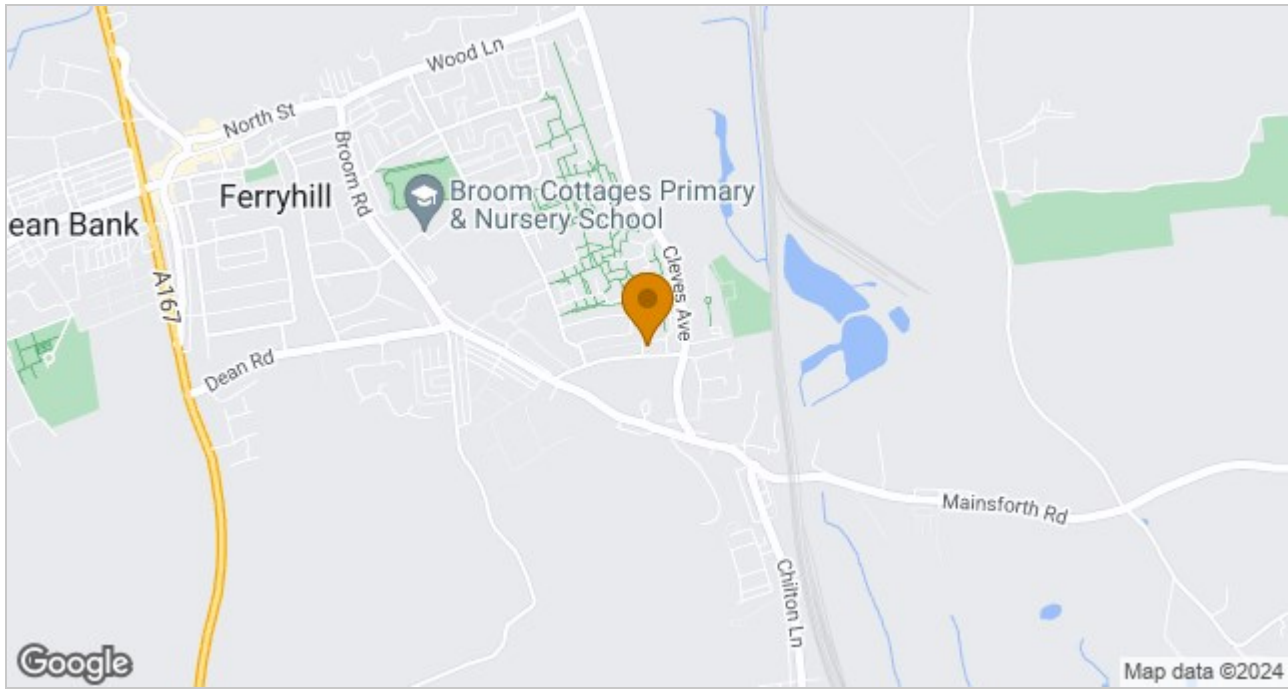 Wood Ln
North St
Broom Rd
Ferryhill
Broom Cottages Primary
& Nursery School
ean Bank
A167
Cleves Ave
Dean Rd
Mainsforth Rd
Chilton Ln
Google
Map data ©2024